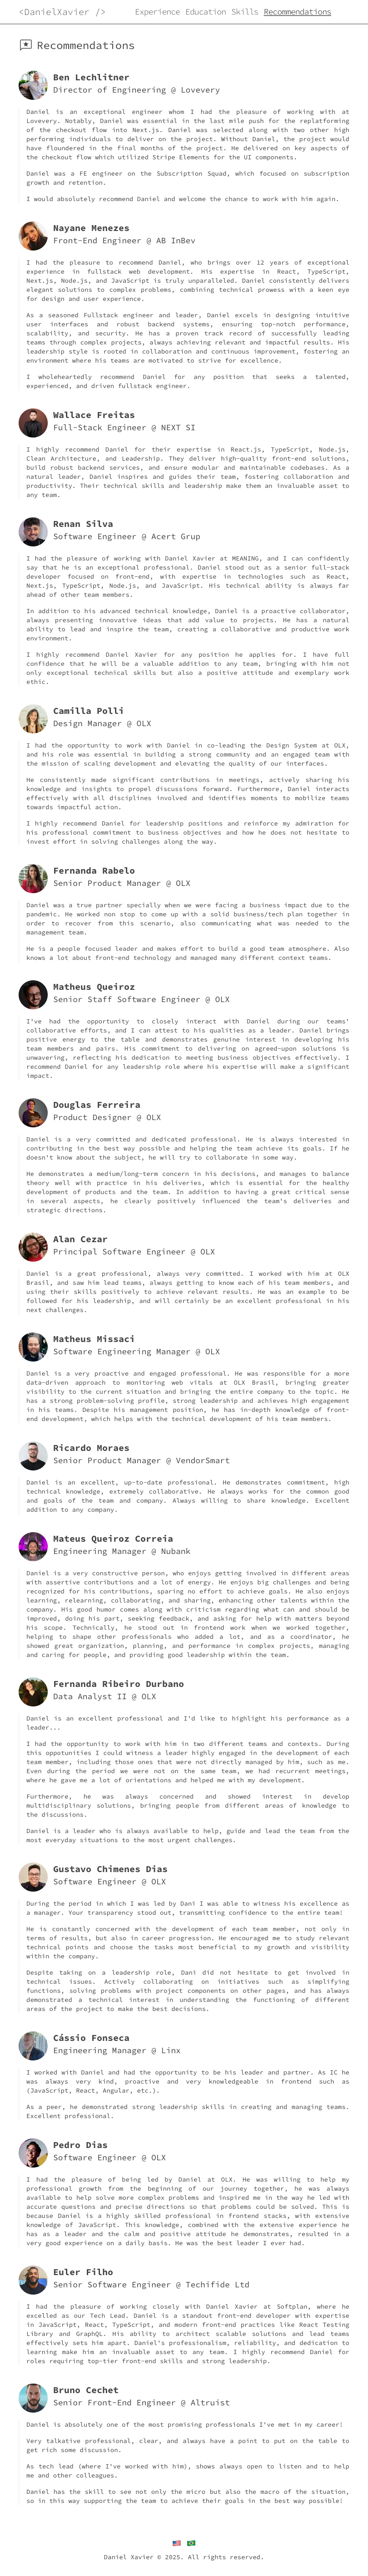 <DanielXavier />
Experience Education Skills Recommendations
Recommendations
Ben Lechlitner
Director of Engineering @ Lovevery
Daniel is an exceptional engineer whom I had the pleasure of working with at
Lovevery. Notably, Daniel was essential in the last mile push for the replatforming
of the checkout flow into Next.js. Daniel was selected along with two other high
performing individuals to deliver on the project. Without Daniel, the project would
have floundered in the final months of the project. He delivered on key aspects of
the checkout flow which utilized Stripe Elements for the UI components.
Daniel was a FE engineer on the Subscription Squad, which focused on subscription
growth and retention.
I would absolutely recommend Daniel and welcome the chance to work with him again.
Nayane Menezes
Front-End Engineer @ AB InBev
I had the pleasure to recommend Daniel, who brings over 12 years of exceptional
experience in fullstack web development. His expertise in React, TypeScript,
Next.js, Node.js, and JavaScript is truly unparalleled. Daniel consistently delivers
elegant solutions to complex problems, combining technical prowess with a keen eye
for design and user experience.
As a seasoned Fullstack engineer and leader, Daniel excels in designing intuitive
user interfaces and robust backend systems, ensuring top-notch performance,
scalability, and security. He has a proven track record of successfully leading
teams through complex projects, always achieving relevant and impactful results. His
leadership style is rooted in collaboration and continuous improvement, fostering an
environment where his teams are motivated to strive for excellence.
I wholeheartedly recommend Daniel for any position that seeks a talented,
experienced, and driven fullstack engineer.
Wallace Freitas
Full-Stack Engineer @ NEXT SI
I highly recommend Daniel for their expertise in React.js, TypeScript, Node.js,
Clean Architecture, and Leadership. They deliver high-quality front-end solutions,
build robust backend services, and ensure modular and maintainable codebases. As a
natural leader, Daniel inspires and guides their team, fostering collaboration and
productivity. Their technical skills and leadership make them an invaluable asset to
any team.
Renan Silva
Software Engineer @ Acert Grup
I had the pleasure of working with Daniel Xavier at MEANING, and I can confidently
say that he is an exceptional professional. Daniel stood out as a senior full-stack
developer focused on front-end, with expertise in technologies such as React,
Next.js, TypeScript, Node.js, and JavaScript. His technical ability is always far
ahead of other team members.
In addition to his advanced technical knowledge, Daniel is a proactive collaborator,
always presenting innovative ideas that add value to projects. He has a natural
ability to lead and inspire the team, creating a collaborative and productive work
environment.
I highly recommend Daniel Xavier for any position he applies for. I have full
confidence that he will be a valuable addition to any team, bringing with him not
only exceptional technical skills but also a positive attitude and exemplary work
ethic.
Camilla Polli
Design Manager @ OLX
I had the opportunity to work with Daniel in co-leading the Design System at OLX,
and his role was essential in building a strong community and an engaged team with
the mission of scaling development and elevating the quality of our interfaces.
He consistently made significant contributions in meetings, actively sharing his
knowledge and insights to propel discussions forward. Furthermore, Daniel interacts
effectively with all disciplines involved and identifies moments to mobilize teams
towards impactful action.
I highly recommend Daniel for leadership positions and reinforce my admiration for
his professional commitment to business objectives and how he does not hesitate to
invest effort in solving challenges along the way.
Fernanda Rabelo
Senior Product Manager @ OLX
Daniel was a true partner specially when we were facing a business impact due to the
pandemic. He worked non stop to come up with a solid business/tech plan together in
order to recover from this scenario, also communicating what was needed to the
management team.
He is a people focused leader and makes effort to build a good team atmosphere. Also
knows a lot about front-end technology and managed many different context teams.
Matheus Queiroz
Senior Staff Software Engineer @ OLX
I've had the opportunity to closely interact with Daniel during our teams'
collaborative efforts, and I can attest to his qualities as a leader. Daniel brings
positive energy to the table and demonstrates genuine interest in developing his
team members and pairs. His commitment to delivering on agreed-upon solutions is
unwavering, reflecting his dedication to meeting business objectives effectively. I
recommend Daniel for any leadership role where his expertise will make a significant
impact.
Douglas Ferreira
Product Designer @ OLX
Daniel is a very committed and dedicated professional. He is always interested in
contributing in the best way possible and helping the team achieve its goals. If he
doesn't know about the subject, he will try to collaborate in some way.
He demonstrates a medium/long-term concern in his decisions, and manages to balance
theory well with practice in his deliveries, which is essential for the healthy
development of products and the team. In addition to having a great critical sense
in several aspects, he clearly positively influenced the team's deliveries and
strategic directions.
Alan Cezar
Principal Software Engineer @ OLX
Daniel is a great professional, always very committed. I worked with him at OLX
Brasil, and saw him lead teams, always getting to know each of his team members, and
using their skills positively to achieve relevant results. He was an example to be
followed for his leadership, and will certainly be an excellent professional in his
next challenges.
Matheus Missaci
Software Engineering Manager @ OLX
Daniel is a very proactive and engaged professional. He was responsible for a more
data-driven approach to monitoring web vitals at OLX Brasil, bringing greater
visibility to the current situation and bringing the entire company to the topic. He
has a strong problem-solving profile, strong leadership and achieves high engagement
in his teams. Despite his management position, he has in-depth knowledge of front-
end development, which helps with the technical development of his team members.
Ricardo Moraes
Senior Product Manager @ VendorSmart
Daniel is an excellent, up-to-date professional. He demonstrates commitment, high
technical knowledge, extremely collaborative. He always works for the common good
and goals of the team and company. Always willing to share knowledge. Excellent
addition to any company.
Mateus Queiroz Correia
Engineering Manager @ Nubank
Daniel is a very constructive person, who enjoys getting involved in different areas
with assertive contributions and a lot of energy. He enjoys big challenges and being
recognized for his contributions, sparing no effort to achieve goals. He also enjoys
learning, relearning, collaborating, and sharing, enhancing other talents within the
company. His good humor comes along with criticism regarding what can and should be
improved, doing his part, seeking feedback, and asking for help with matters beyond
his scope. Technically, he stood out in frontend work when we worked together,
helping to shape other professionals who added a lot, and as a coordinator, he
showed great organization, planning, and performance in complex projects, managing
and caring for people, and providing good leadership within the team.
Fernanda Ribeiro Durbano
Data Analyst II @ OLX
Daniel is an excellent professional and I'd like to highlight his performance as a
leader...
I had the opportunity to work with him in two different teams and contexts. During
this oppotunities I could witness a leader highly engaged in the development of each
team member, including those ones that were not directly managed by him, such as me.
Even during the period we were not on the same team, we had recurrent meetings,
where he gave me a lot of orientations and helped me with my development.
Furthermore, he was always concerned and showed interest in develop
multidisciplinary solutions, bringing people from different areas of knowledge to
the discussions.
Daniel is a leader who is always available to help, guide and lead the team from the
most everyday situations to the most urgent challenges.
Gustavo Chimenes Dias
Software Engineer @ OLX
During the period in which I was led by Dani I was able to witness his excellence as
a manager. Your transparency stood out, transmitting confidence to the entire team!
He is constantly concerned with the development of each team member, not only in
terms of results, but also in career progression. He encouraged me to study relevant
technical points and choose the tasks most beneficial to my growth and visibility
within the company.
Despite taking on a leadership role, Dani did not hesitate to get involved in
technical issues. Actively collaborating on initiatives such as simplifying
functions, solving problems with project components on other pages, and has always
demonstrated a technical interest in understanding the functioning of different
areas of the project to make the best decisions.
Cássio Fonseca
Engineering Manager @ Linx
I worked with Daniel and had the opportunity to be his leader and partner. As IC he
was always very kind, proactive and very knowledgeable in frontend such as
(JavaScript, React, Angular, etc.).
As a peer, he demonstrated strong leadership skills in creating and managing teams.
Excellent professional.
Pedro Dias
Software Engineer @ OLX
I had the pleasure of being led by Daniel at OLX. He was willing to help my
professional growth from the beginning of our journey together, he was always
available to help solve more complex problems and inspired me in the way he led with
accurate questions and precise directions so that problems could be solved. This is
because Daniel is a highly skilled professional in frontend stacks, with extensive
knowledge of JavaScript. This knowledge, combined with the extensive experience he
has as a leader and the calm and positive attitude he demonstrates, resulted in a
very good experience on a daily basis. He was the best leader I ever had.
Euler Filho
Senior Software Engineer @ Techifide Ltd
I had the pleasure of working closely with Daniel Xavier at Softplan, where he
excelled as our Tech Lead. Daniel is a standout front-end developer with expertise
in JavaScript, React, TypeScript, and modern front-end practices like React Testing
Library and GraphQL. His ability to architect scalable solutions and lead teams
effectively sets him apart. Daniel's professionalism, reliability, and dedication to
learning make him an invaluable asset to any team. I highly recommend Daniel for
roles requiring top-tier front-end skills and strong leadership.
Bruno Cechet
Senior Front-End Engineer @ Altruist
Daniel is absolutely one of the most promising professionals I've met in my career!
Very talkative professional, clear, and always have a point to put on the table to
get rich some discussion.
As tech lead (where I've worked with him), shows always open to listen and to help
me and other colleagues.
Daniel has the skill to see not only the micro but also the macro of the situation,
so in this way supporting the team to achieve their goals in the best way possible!
Daniel Xavier © 2025. All rights reserved.